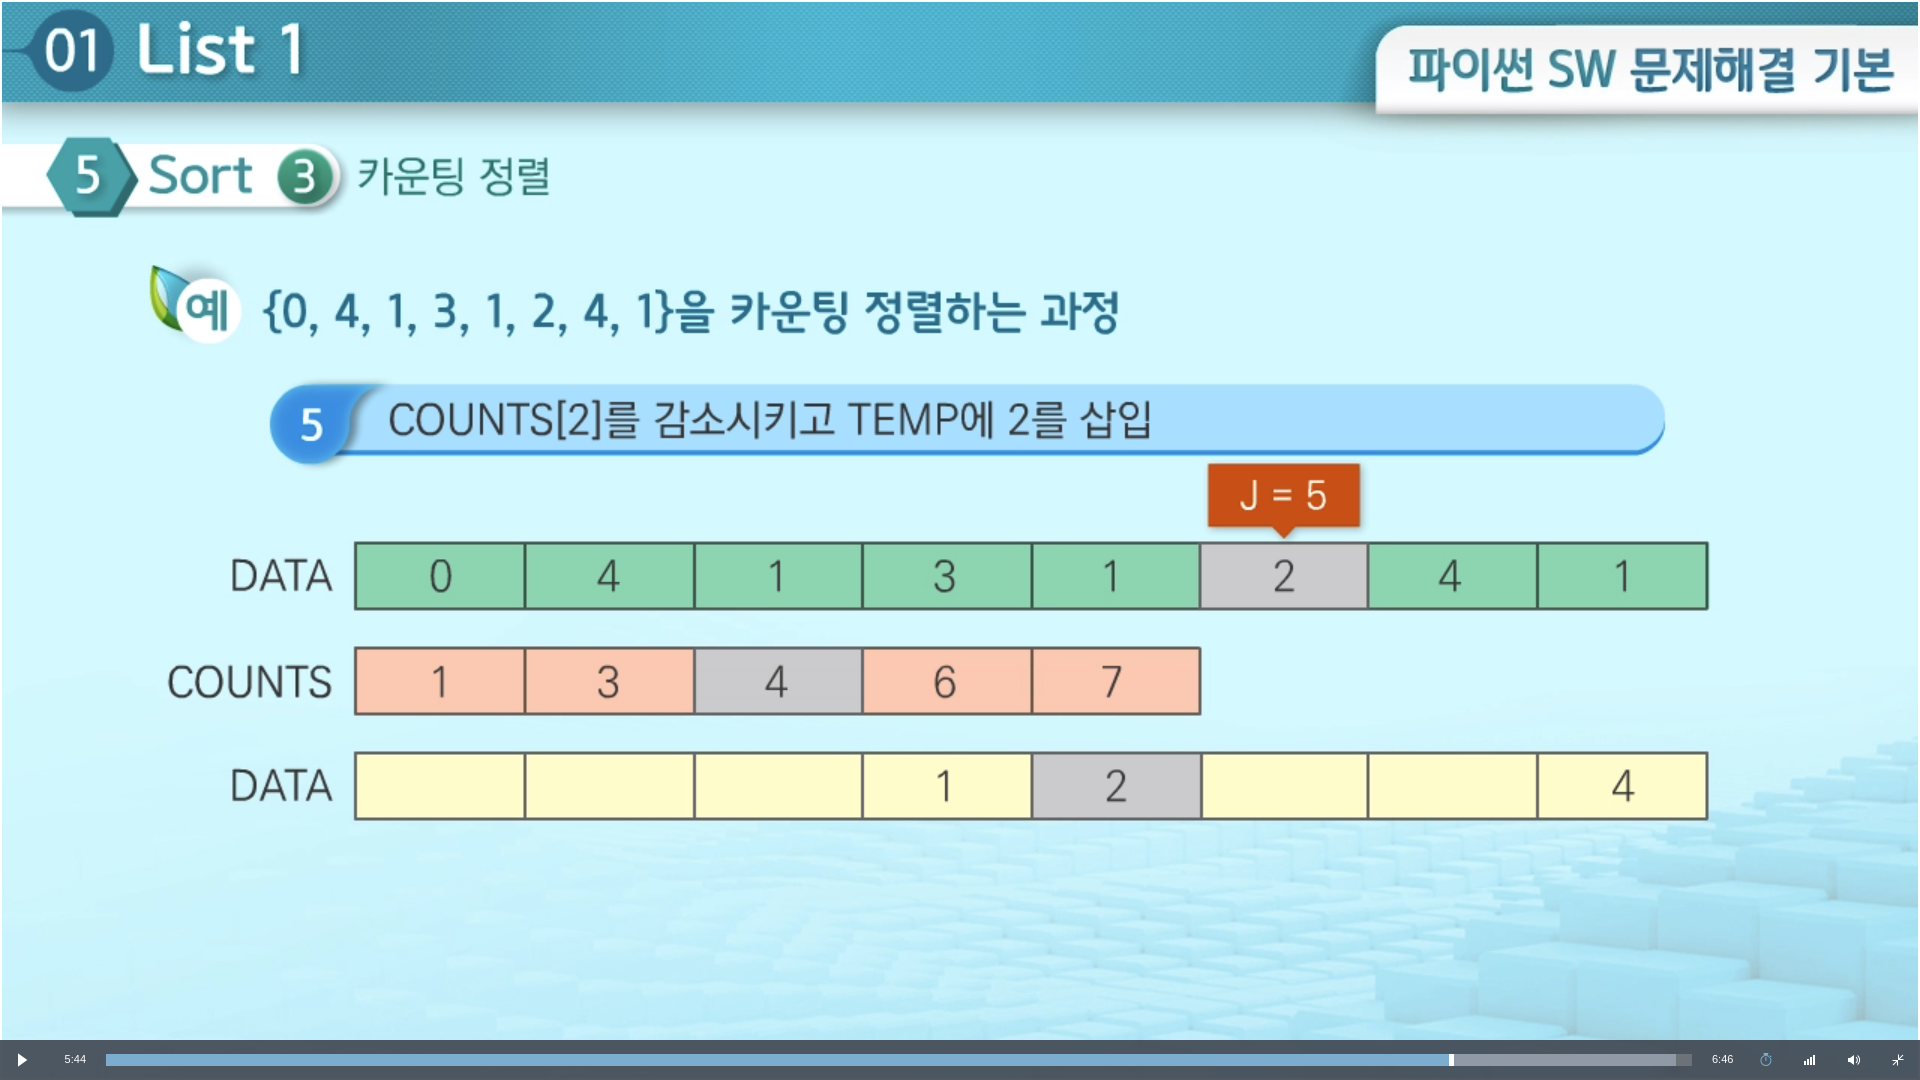 01 List 1
파이썬 SW 문제해결 기본
5 Sort 3 카운팅 정렬
예 {0, 4, 1, 3, 1, 2, 4, 1}을 카운팅 정렬하는 과정
5 COUNTS[2]를 감소시키고 TEMP에 2를 삽입
J = 5
DATA 0 4 1 3 1 2 4 1
COUNTS 1 3 4 6 7
DATA 1 2 4
5:44 6:46